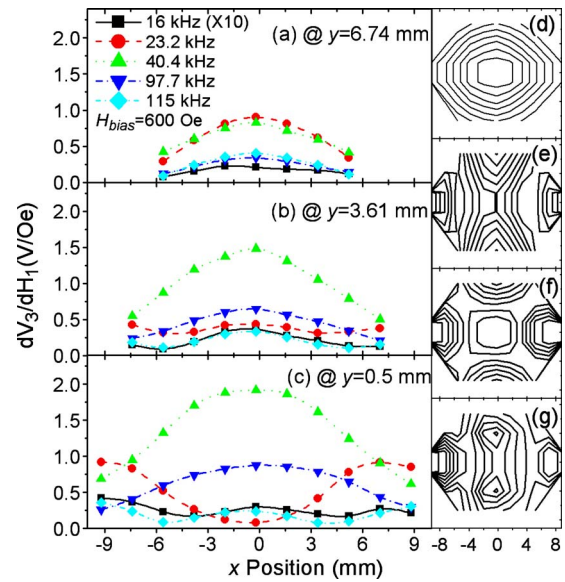 2.0
1.5
1.0
0.5
0.0
16 kHz (X10)
23.2 kHz
40.4 kHz
97.7 kHz
115 kHz
H_bias=600 Oe
(a) @ y=6.74 mm
2.0
1.5
1.0
0.5
0.0
(b) @ y=3.61 mm
2.0
1.5
1.0
0.5
0.0
(c) @ y=0.5 mm
dV₃/dH₁(V/Oe)
-9 -6 -3 0 3 6 9
x Position (mm)
(d)
(e)
(f)
(g)
-8 -4 0 4 8